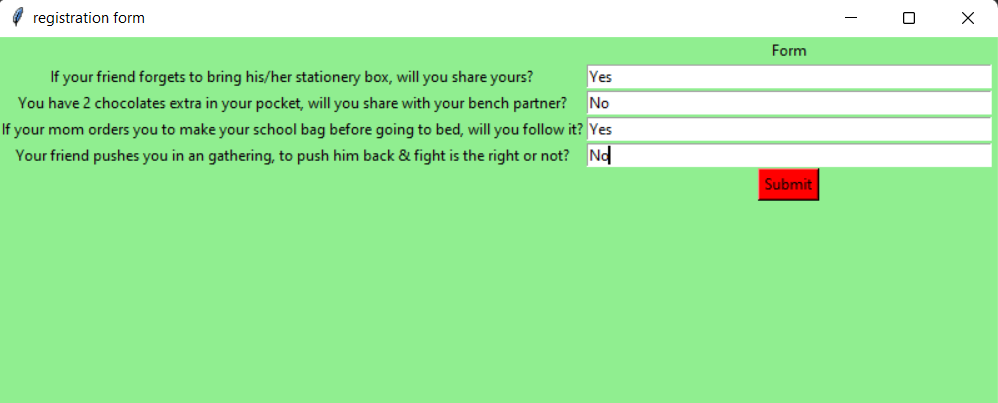 registration form
Form
If your friend forgets to bring his/her stationery box, will you share yours? Yes
You have 2 chocolates extra in your pocket, will you share with your bench partner? No
If your mom orders you to make your school bag before going to bed, will you follow it? Yes
Your friend pushes you in an gathering, to push him back & fight is the right or not? No
Submit